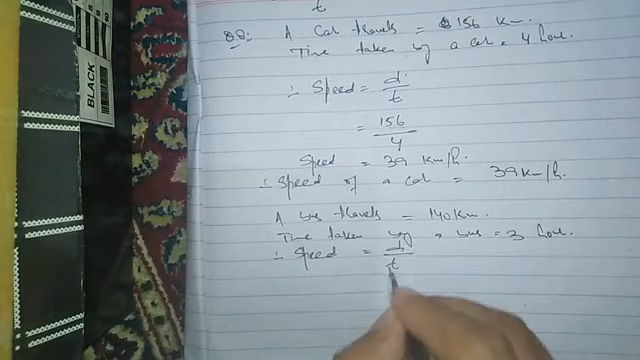 t
Q2:
A Car travels = 156 Km.
Time taken by a car = 4 hour.
∴ Speed = d/t
= 156/4
Speed = 39 Km/h.
∴ Speed of a car = 39 Km/h.
A bus travels = 140 Km.
Time taken by a bus = 3 hour.
∴ Speed = d/t
BLACK